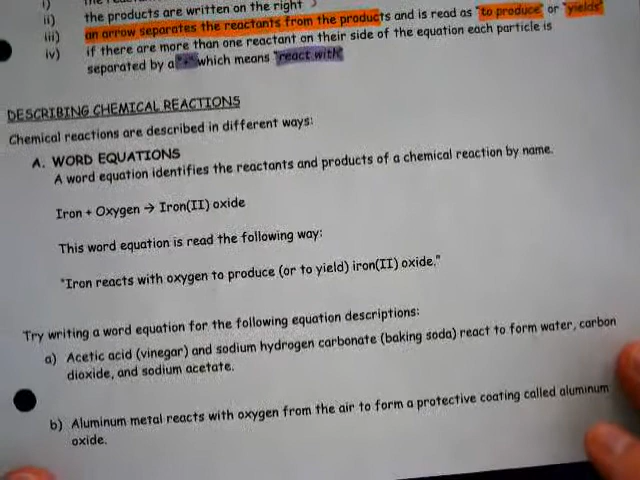 ii) the products are written on the right
iii) an arrow separates the reactants from the products and is read as "to produce" or "yields"
iv) if there are more than one reactant on their side of the equation each particle is
separated by a "+" which means "react with"
DESCRIBING CHEMICAL REACTIONS
Chemical reactions are described in different ways:
A. WORD EQUATIONS
A word equation identifies the reactants and products of a chemical reaction by name.
Iron + Oxygen → Iron(II) oxide
This word equation is read the following way:
"Iron reacts with oxygen to produce (or to yield) iron(II) oxide."
Try writing a word equation for the following equation descriptions:
a) Acetic acid (vinegar) and sodium hydrogen carbonate (baking soda) react to form water, carbon
dioxide, and sodium acetate.
b) Aluminum metal reacts with oxygen from the air to form a protective coating called aluminum
oxide.